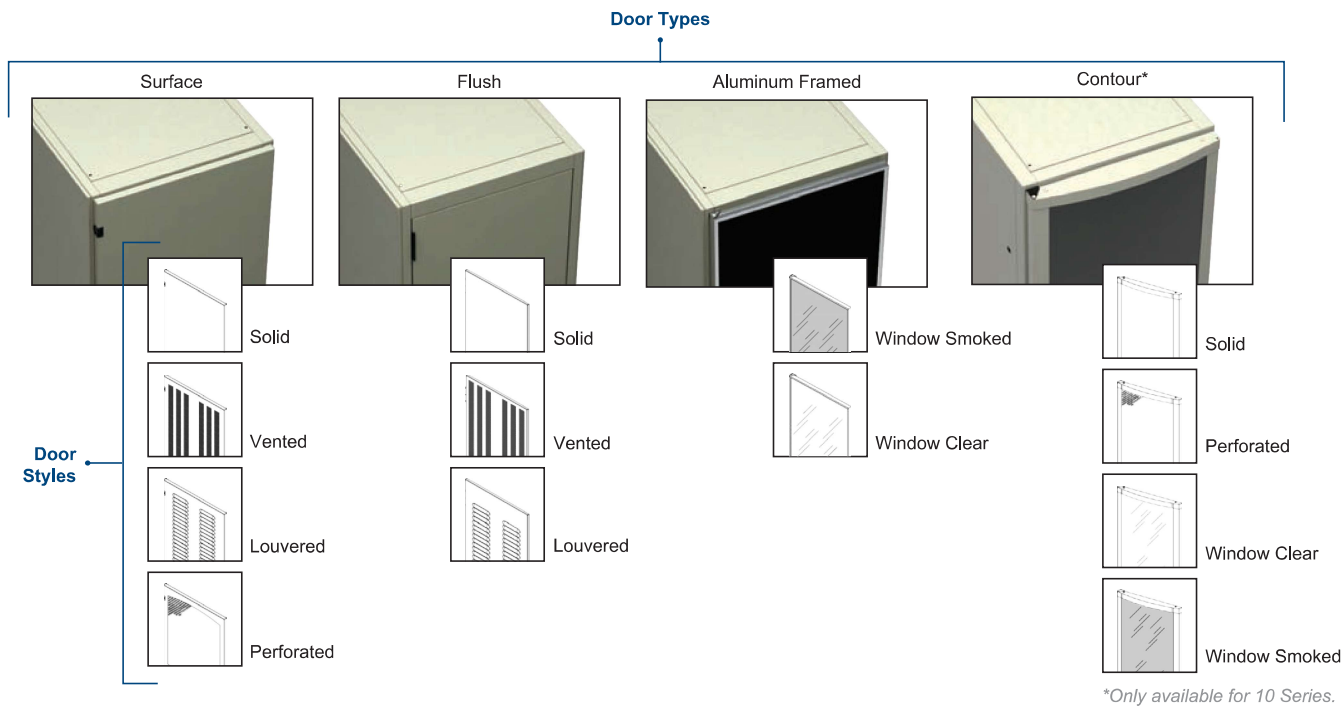 Door Types
Surface
Flush
Aluminum Framed
Contour*
Door
Styles
Solid
Vented
Louvered
Perforated
Solid
Vented
Louvered
Window Smoked
Window Clear
Solid
Perforated
Window Clear
Window Smoked
*Only available for 10 Series.